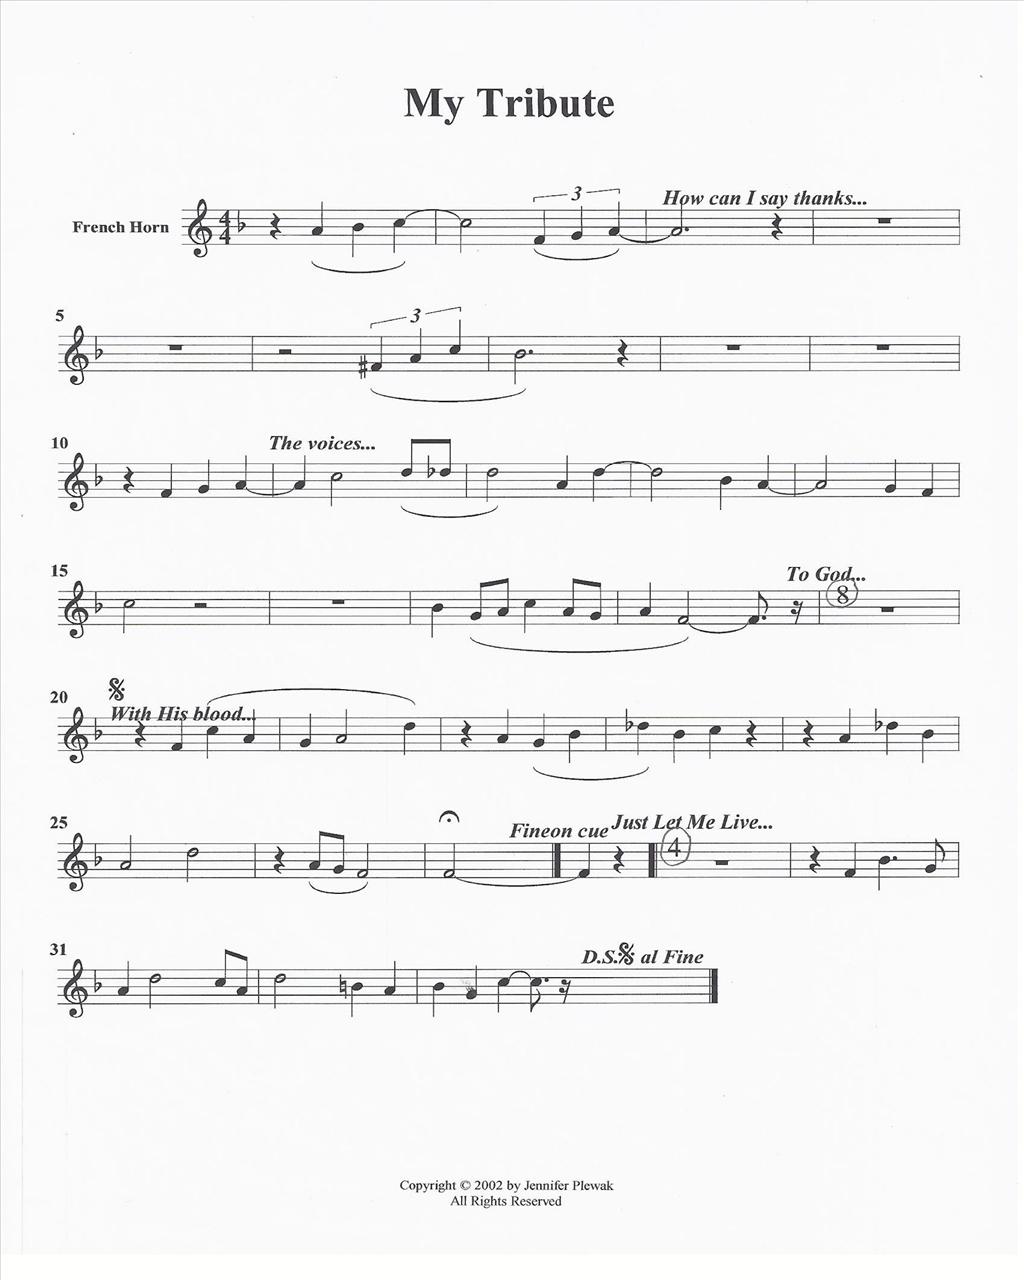 My Tribute
How can I say thanks...
3
3
French Horn
4
4
5
3
10
The voices...
15
To God...
8
20
With His blood...
25
Fineon cue
Just Let Me Live...
4
31
D.S. al Fine
Copyright © 2002 by Jennifer Plewak
All Rights Reserved